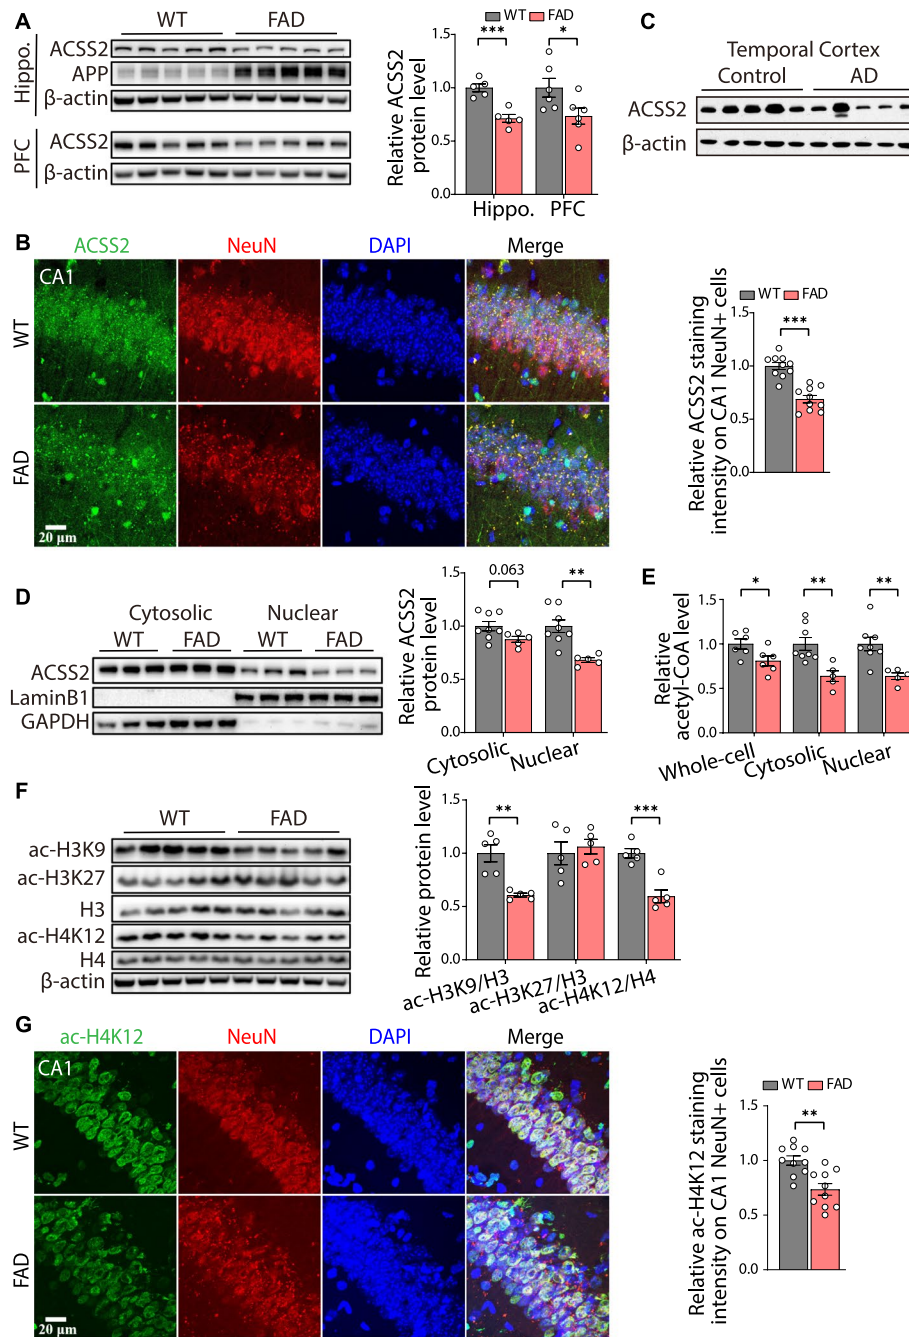 A
WT FAD
Hippo.
ACSS2
APP
β-actin
PFC
ACSS2
β-actin
WT FAD
Relative ACSS2
protein level
1.5
1.0
0.5
1.0
*** *
Hippo. PFC
C
Temporal Cortex
Control AD
ACSS2
β-actin
B
ACSS2 NeuN DAPI Merge
CA1
WT
FAD
20 μm
WT FAD
Relative ACSS2 staining
intensity on CA1 NeuN+ cells
1.5
1.0
0.5
0.0
***
D
Cytosolic Nuclear
WT FAD WT FAD
ACSS2
LaminB1
GAPDH
Relative ACSS2
protein level
1.5
1.0
0.5
0.0
0.063 **
Cytosolic Nuclear
E
Relative
acetyl-CoA level
1.5
1.0
0.5
0.0
* ** **
Whole-cell Cytosolic Nuclear
F
WT FAD
ac-H3K9
ac-H3K27
H3
ac-H4K12
H4
β-actin
Relative protein level
1.5
1.0
0.5
0.0
** ***
ac-H3K9/H3 ac-H3K27/H3 ac-H4K12/H4
G
ac-H4K12 NeuN DAPI Merge
CA1
WT
FAD
20 μm
WT FAD
Relative ac-H4K12 staining
intensity on CA1 NeuN+ cells
1.5
1.0
0.5
0.0
**